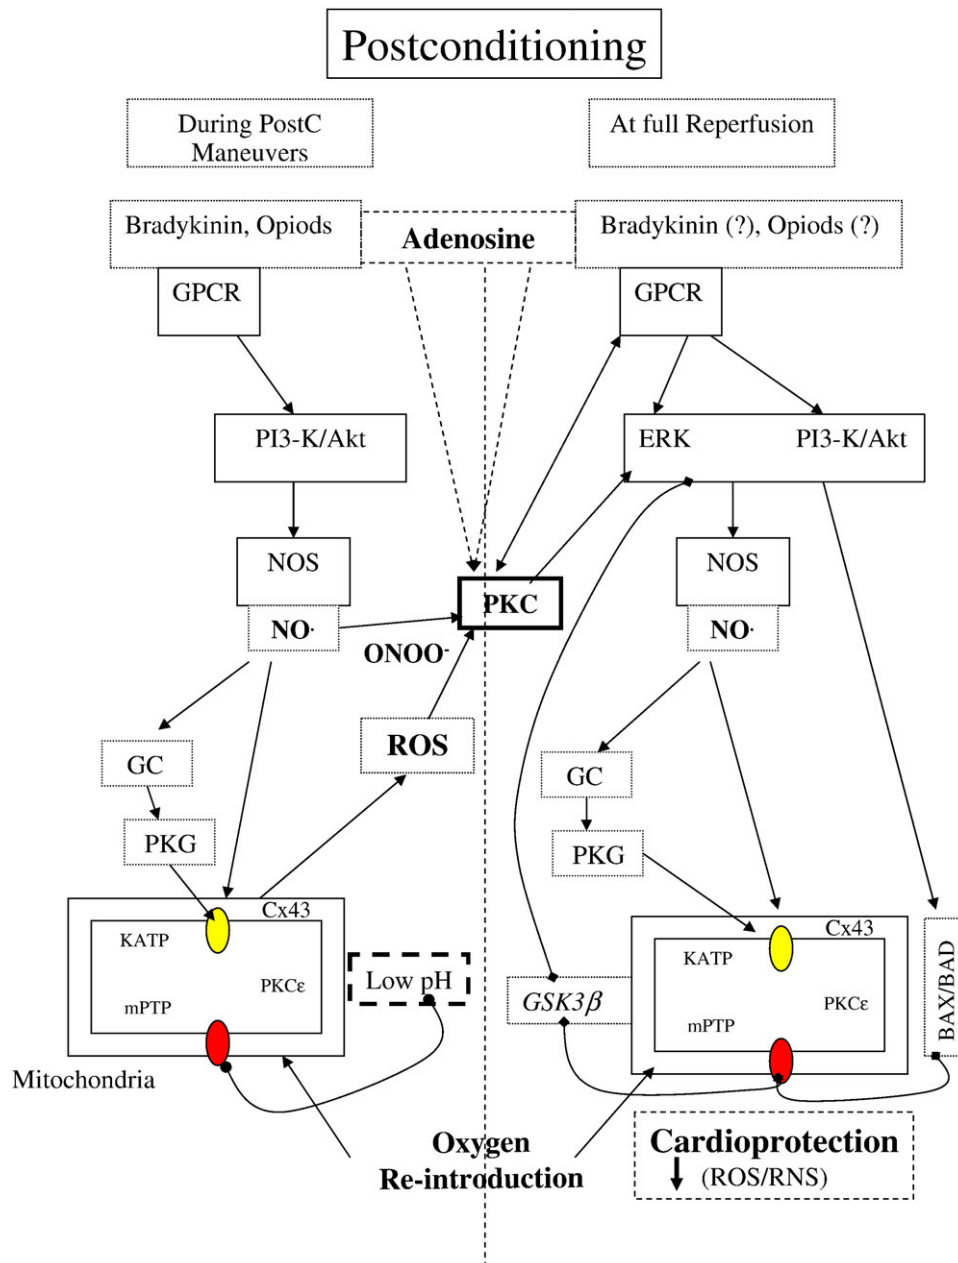 Postconditioning
During PostC
Maneuvers
At full Reperfusion
Bradykinin, Opiods
Adenosine
Bradykinin (?), Opiods (?)
GPCR
GPCR
PI3-K/Akt
ERK
PI3-K/Akt
NOS
NO·
PKC
ONOO-
NOS
NO·
ROS
GC
PKG
GC
PKG
Cx43
KATP
PKCε
mPTP
Low pH
Mitochondria
GSK3β
Cx43
KATP
PKCε
mPTP
BAX/BAD
Oxygen
Re-introduction
Cardioprotection
(ROS/RNS)